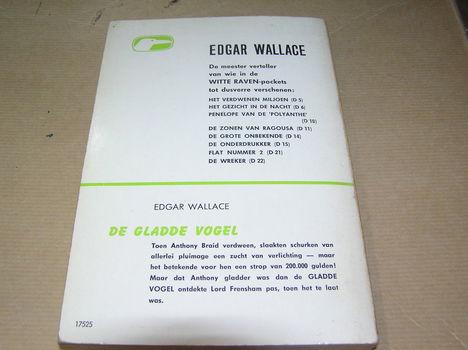 EDGAR WALLACE
De meester verteller
van wie in de
WITTE RAVEN-pockets
tot dusverre verschenen:
HET VERDWENEN MILJOEN (D 5)
HET GEZICHT IN DE NACHT (D 6)
PENELOPE VAN DE 'POLYANTHE'
(D 10)
DE ZONEN VAN RAGOUSA (D 11)
DE GROTE ONBEKENDE (D 14)
DE ONDERDRUKKER (D 15)
FLAT NUMMER 2 (D 21)
DE WREKER (D 22)
EDGAR WALLACE
DE GLADDE VOGEL
Toen Anthony Braid verdween, slaakten schurken van
allerlei pluimage een zucht van verlichting — maar
het betekende voor hen een strop van 200.000 gulden!
Maar dat Anthony gladder was dan de GLADDE
VOGEL ontdekte Lord Frensham pas, toen het te laat
was.
17525